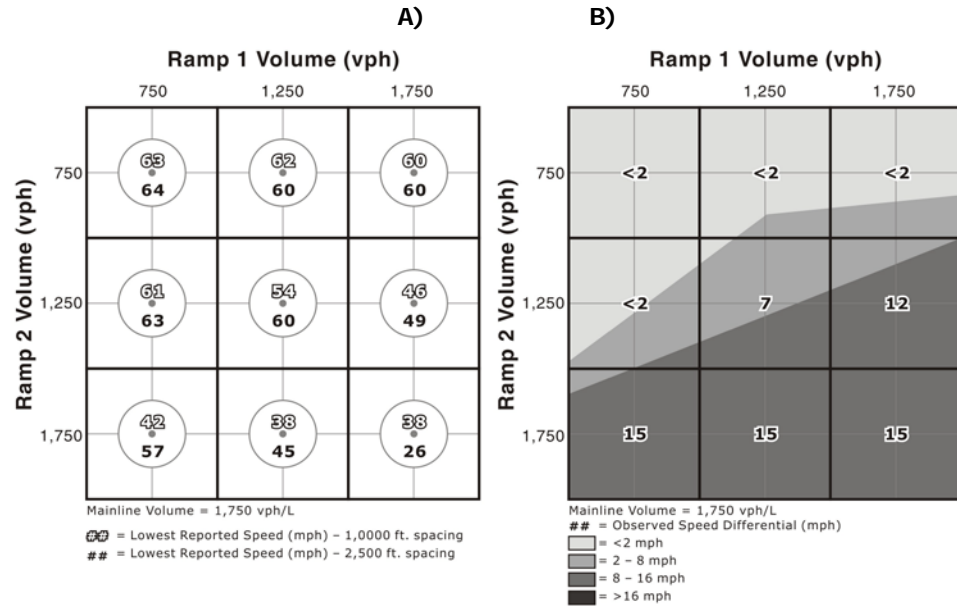 A)
Ramp 1 Volume (vph)
750 1,250 1,750
Ramp 2 Volume (vph)
750
63 62 60
64 60 60
1,250
61 54 46
63 60 49
1,750
42 38 38
57 45 26
Mainline Volume = 1,750 vph/L
## = Lowest Reported Speed (mph) – 1,0000 ft. spacing
## = Lowest Reported Speed (mph) – 2,500 ft. spacing
B)
Ramp 1 Volume (vph)
750 1,250 1,750
Ramp 2 Volume (vph)
750 <2 <2 <2
1,250 <2 7 12
1,750 15 15 15
Mainline Volume = 1,750 vph/L
## = Observed Speed Differential (mph)
= <2 mph
= 2 – 8 mph
= 8 – 16 mph
= >16 mph